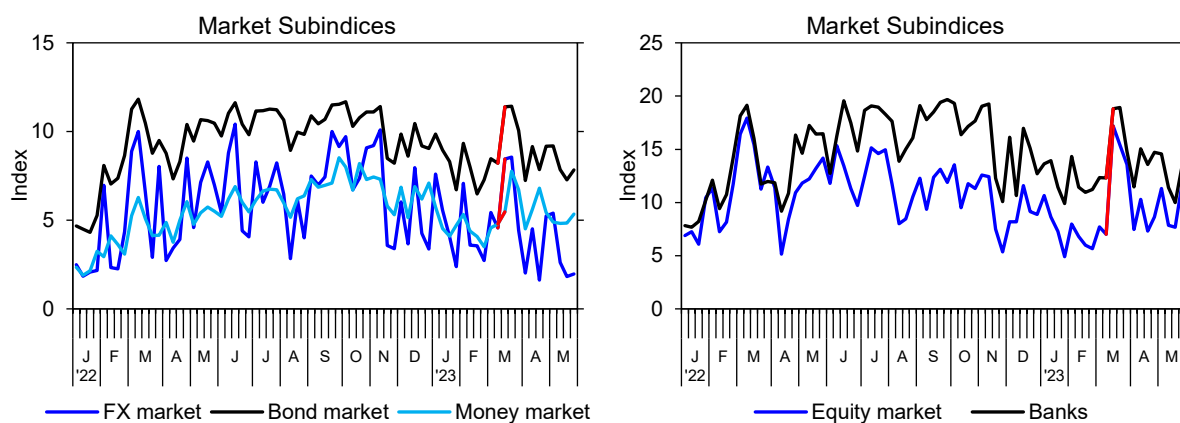 Market Subindices
15
10
5
0
Index
J F M A M J J A S O N D J F M A M
'22 '23
FX market Bond market Money market
Market Subindices
25
20
15
10
5
0
Index
J F M A M J J A S O N D J F M A M
'22 '23
Equity market Banks